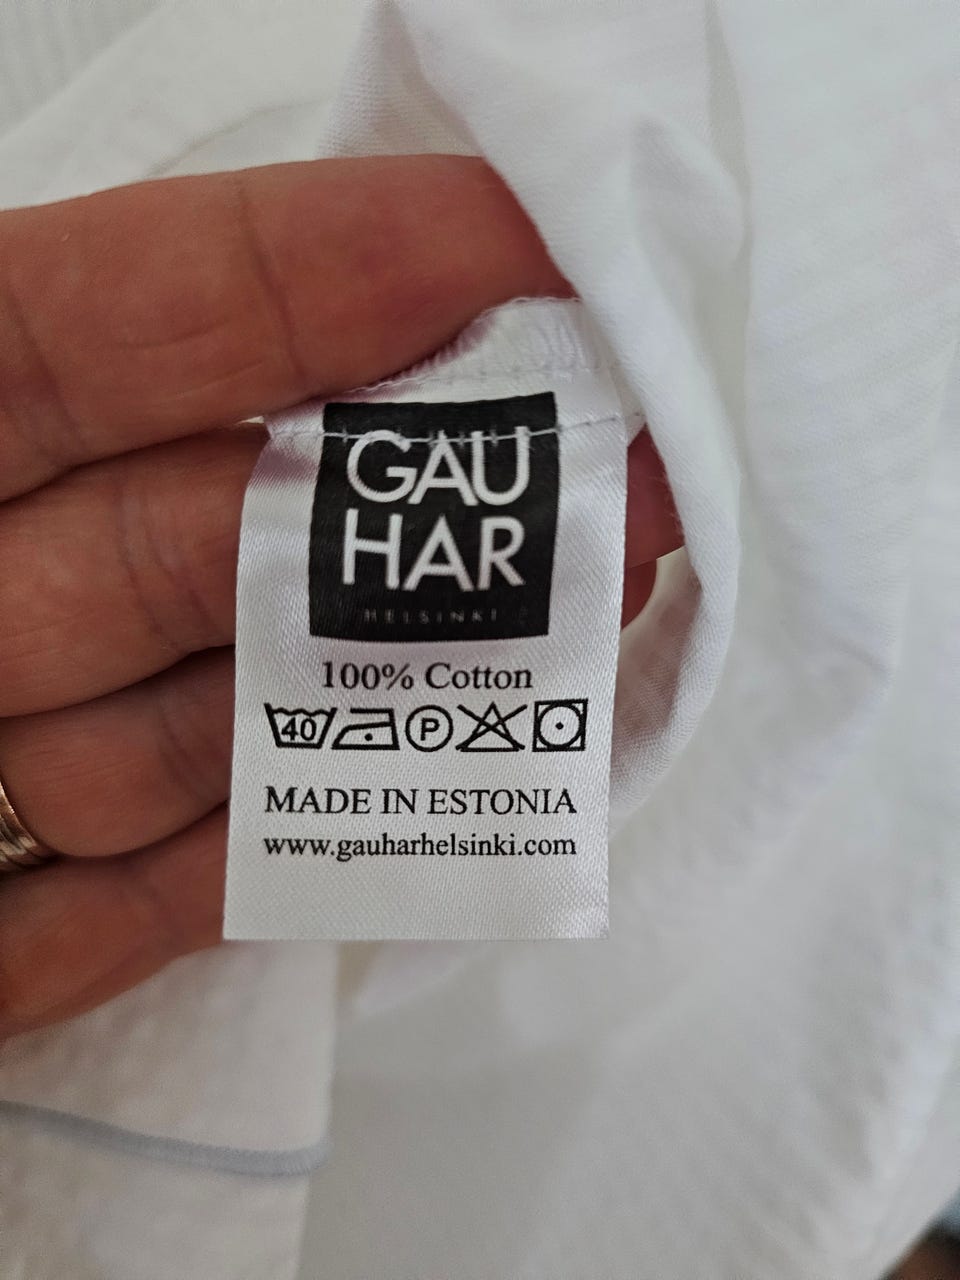 GAU
HAR
HELSINKI
100% Cotton
40 P
MADE IN ESTONIA
www.gauharhelsinki.com